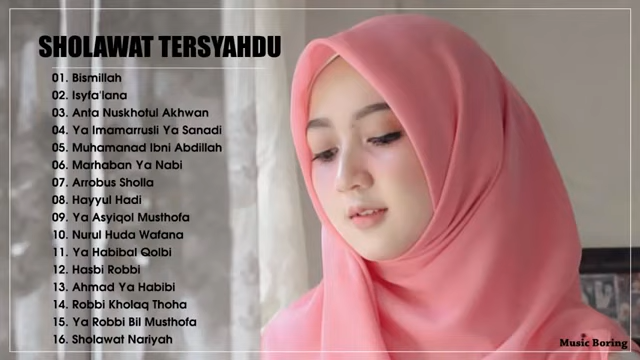 SHOLAWAT TERSYAHDU
01. Bismillah
02. Isyfa'lana
03. Anta Nuskhotul Akhwan
04. Ya Imamarrusli Ya Sanadi
05. Muhamanad Ibni Abdillah
06. Marhaban Ya Nabi
07. Arrobus Sholla
08. Hayyul Hadi
09. Ya Asyiqol Musthofa
10. Nurul Huda Wafana
11. Ya Habibal Qolbi
12. Hasbi Robbi
13. Ahmad Ya Habibi
14. Robbi Kholaq Thoha
15. Ya Robbi Bil Musthofa
16. Sholawat Nariyah
Music Boring